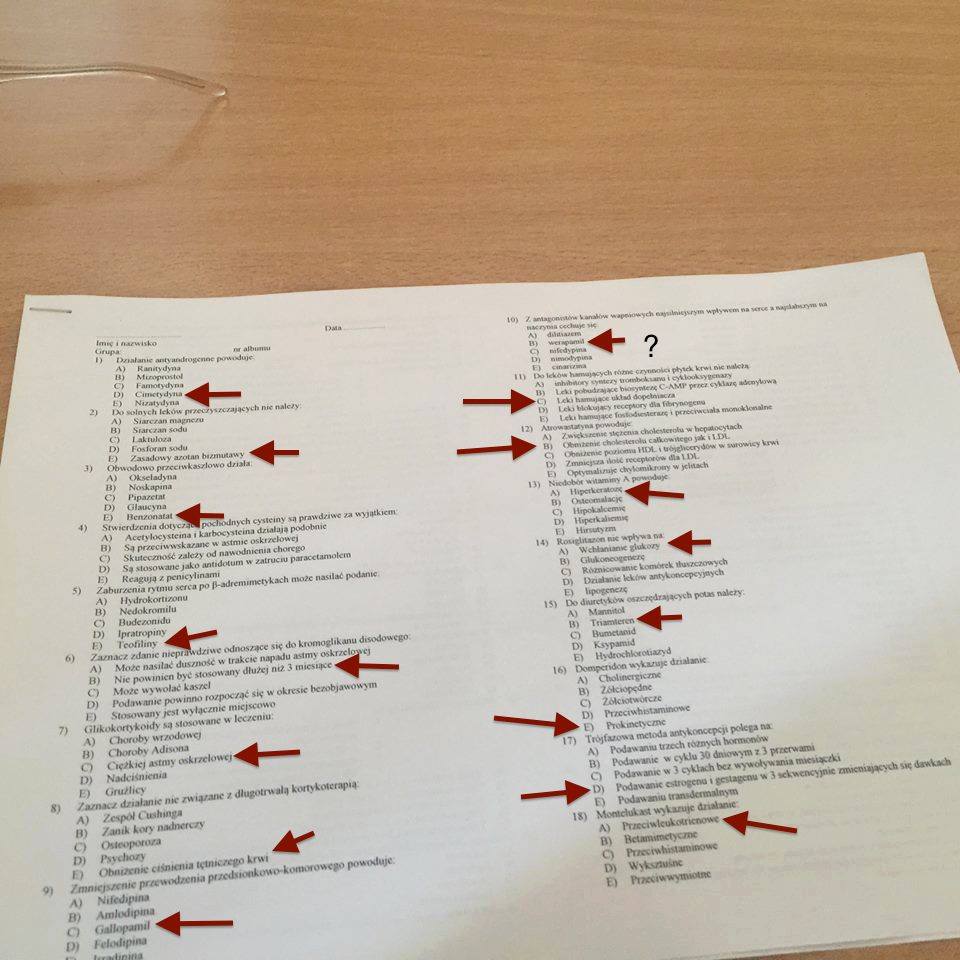 Data
Imię i nazwisko
Grupa: nr albumu
1) Działanie antyandrogenne powoduje:
A) Ranitydyna
B) Mizoprostol
C) Famotydyna
D) Cimetydyna
E) Nizatydyna
2) Do solnych leków przeczyszczających nie należy:
A) Siarczan magnezu
B) Siarczan sodu
C) Laktuloza
D) Fosforan sodu
E) Zasadowy azotan bizmutawy
3) Obwodowo przeciwkaszlowo działa:
A) Okseladyna
B) Noskapina
C) Pipazetat
D) Glaucyna
E) Benzonatat
4) Stwierdzenia dotyczące pochodnych cysteiny są prawdziwe za wyjątkiem:
A) Acetylocysteina i karbocysteina działają podobnie
B) Są przeciwwskazane w astmie oskrzelowej
C) Skuteczność zależy od nawodnienia chorego
D) Są stosowane jako antidotum w zatruciu paracetamolem
E) Reagują z penicylinami
5) Zaburzenia rytmu serca po β-adremimetykach może nasilać podanie:
A) Hydrokortizonu
B) Nedokromilu
C) Budezonidu
D) Ipratropiny
E) Teofiliny
6) Zaznacz zdanie nieprawdziwe odnoszące się do kromoglikanu disodowego:
A) Może nasilać duszność w trakcie napadu astmy oskrzelowej
B) Nie powinien być stosowany dłużej niż 3 miesiące
C) Może wywołać kaszel
D) Podawanie powinno rozpocząć się w okresie bezobjawowym
E) Stosowany jest wyłącznie miejscowo
7) Glikokortykoidy są stosowane w leczeniu:
A) Choroby wrzodowej
B) Choroby Adisona
C) Ciężkiej astmy oskrzelowej
D) Nadciśnienia
E) Gruźlicy
8) Zaznacz działanie nie związane z długotrwałą kortykoterapią:
A) Zespół Cushinga
B) Zanik kory nadnerczy
C) Osteoporoza
D) Psychozy
E) Obniżenie ciśnienia tętniczego krwi
9) Zmniejszenie przewodzenia przedsionkowo-komorowego powoduje:
A) Nifedipina
B) Amlodipina
C) Gallopamil
D) Felodipina
E) Isradipina
10) Z antagonistów kanałów wapniowych najsilniejszym wpływem na serce a najsłabszym na
naczynia cechuje się:
A) diltiazem
B) werapamil
C) nifedypina
D) nimodypina
E) cinarizina
?
11) Do leków hamujących różne czynności płytek krwi nie należą
A) inhibitory syntezy tromboksanu i cyklooksygenazy
B) Leki pobudzające biosyntezę C-AMP przez cyklazę adenylową
C) Leki hamujące układ dopełniacza
D) Leki blokujący receptory dla fibrynogenu
E) Leki hamujące fosfodiesterazę i przeciwciała monoklonalne
12) Atrowastatyna powoduje:
A) Zwiększenie stężenia cholesterolu w hepatocytach
B) Obniżenie cholesterolu całkowitego jak i LDL
C) Obniżenie poziomu HDL i trójglicerydów w surowicy krwi
D) Zmniejsza ilość receptorów dla LDL
E) Optymalizuje chylomikrony w jelitach
13) Niedobór witaminy A powoduje:
A) Hiperkeratozę
B) Osteomalację
C) Hipokalcemię
D) Hiperkaliemię
E) Hirsutyzm
14) Rosiglitazon nie wpływa na:
A) Wchłanianie glukozy
B) Glukoneogenezę
C) Różnicowanie komórek tłuszczowych
D) Działanie leków antykoncepcyjnych
E) lipogenezę
15) Do diuretyków oszczędzających potas należy:
A) Mannitol
B) Triamteren
C) Bumetanid
D) Ksypamid
E) Hydrochlorotiazyd
16) Domperidon wykazuje działanie:
A) Cholinergiczne
B) Żółciopędne
C) Żółciotwórcze
D) Przeciwhistaminowe
E) Prokinetyczne
17) Trójfazowa metoda antykoncepcji polega na:
A) Podawaniu trzech różnych hormonów
B) Podawanie w cyklu 30 dniowym z 3 przerwami
C) Podawanie w 3 cyklach bez wywoływania miesiączki
D) Podawanie estrogenu i gestagenu w 3 sekwencyjnie zmieniających się dawkach
E) Podawaniu transdermalnym
18) Montelukast wykazuje działanie:
A) Przeciwleukotrienowe
B) Betamimetyczne
C) Przeciwhistaminowe
D) Wyksztuśne
E) Przeciwwymiotne